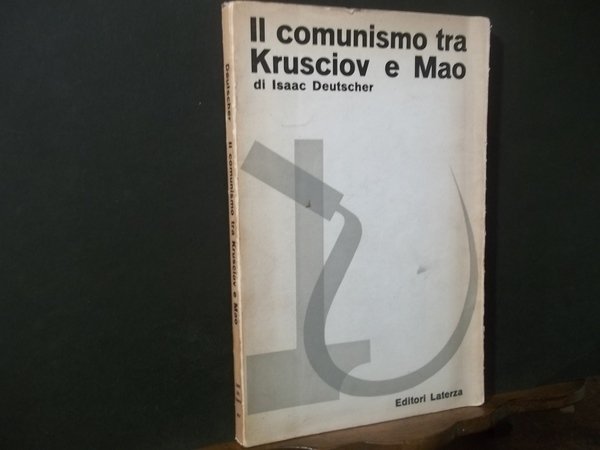 Il comunismo tra
Krusciov e Mao
di Isaac Deutscher
Editori Laterza
Deutscher Il comunismo tra Krusciov e Mao